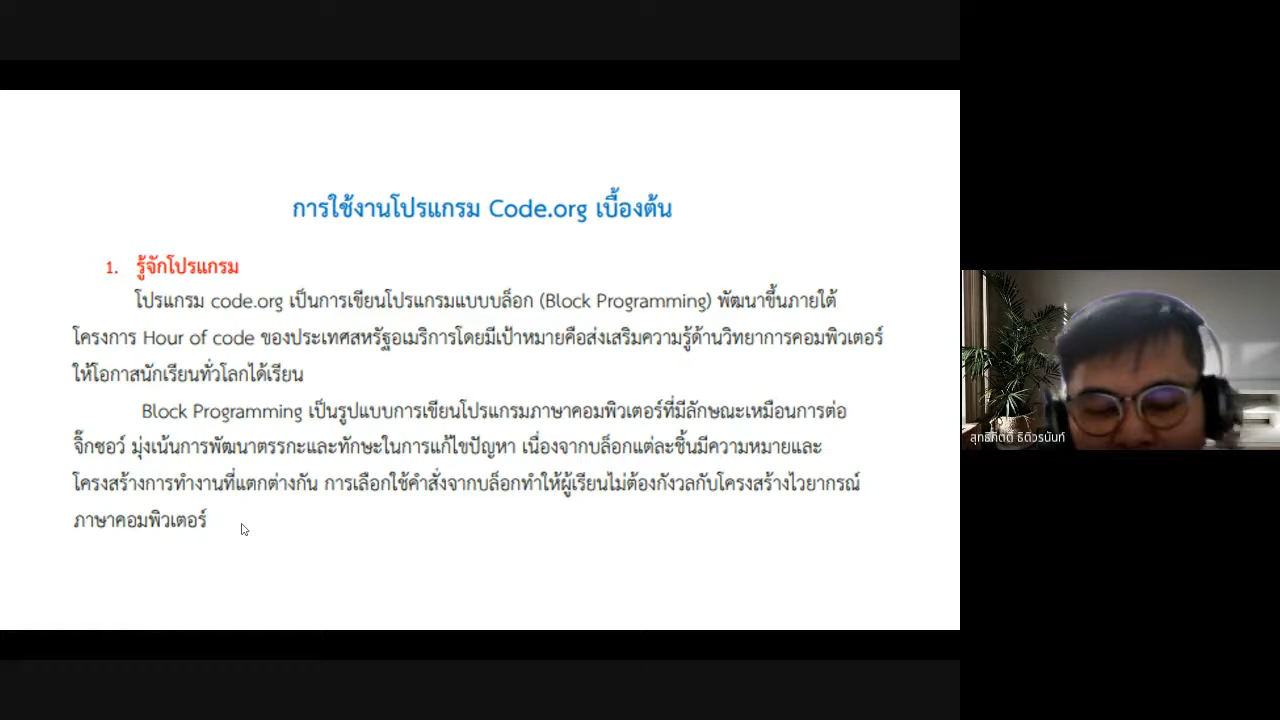 การใช้งานโปรแกรม Code.org เบื้องต้น
1. รู้จักโปรแกรม
โปรแกรม code.org เป็นการเขียนโปรแกรมแบบบล็อก (Block Programming) พัฒนาขึ้นภายใต้
โครงการ Hour of code ของประเทศสหรัฐอเมริการโดยมีเป้าหมายคือส่งเสริมความรู้ด้านวิทยาการคอมพิวเตอร์
ให้โอกาสนักเรียนทั่วโลกได้เรียน
Block Programming เป็นรูปแบบการเขียนโปรแกรมภาษาคอมพิวเตอร์ที่มีลักษณะเหมือนการต่อ
จิ๊กซอว์ มุ่งเน้นการพัฒนาตรรกะและทักษะในการแก้ไขปัญหา เนื่องจากบล็อกแต่ละชิ้นมีความหมายและ
โครงสร้างการทำงานที่แตกต่างกัน การเลือกใช้คำสั่งจากบล็อกทำให้ผู้เรียนไม่ต้องกังวลกับโครงสร้างไวยากรณ์
ภาษาคอมพิวเตอร์
สุทธิกิตติ์ ธิติวรนันท์